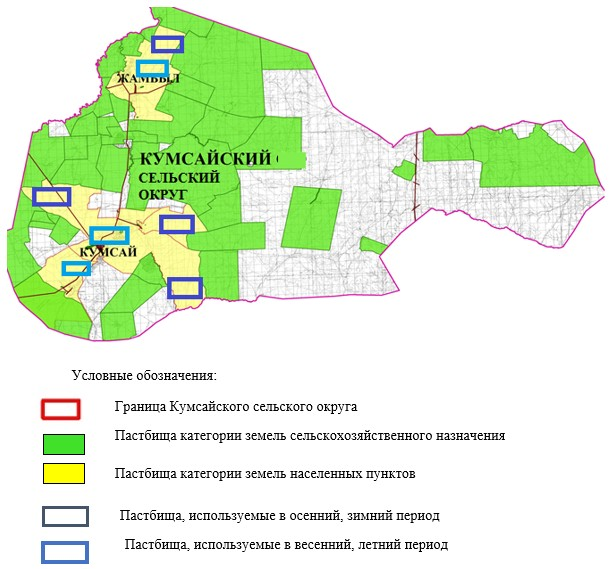 ЖАМБЫЛ
КУМСАЙСКИЙ
СЕЛЬСКИЙ
ОКРУГ
КУМСАЙ
Условные обозначения:
Граница Кумсайского сельского округа
Пастбища категории земель сельскохозяйственного назначения
Пастбища категории земель населенных пунктов
Пастбища, используемые в осенний, зимний период
Пастбища, используемые в весенний, летний период